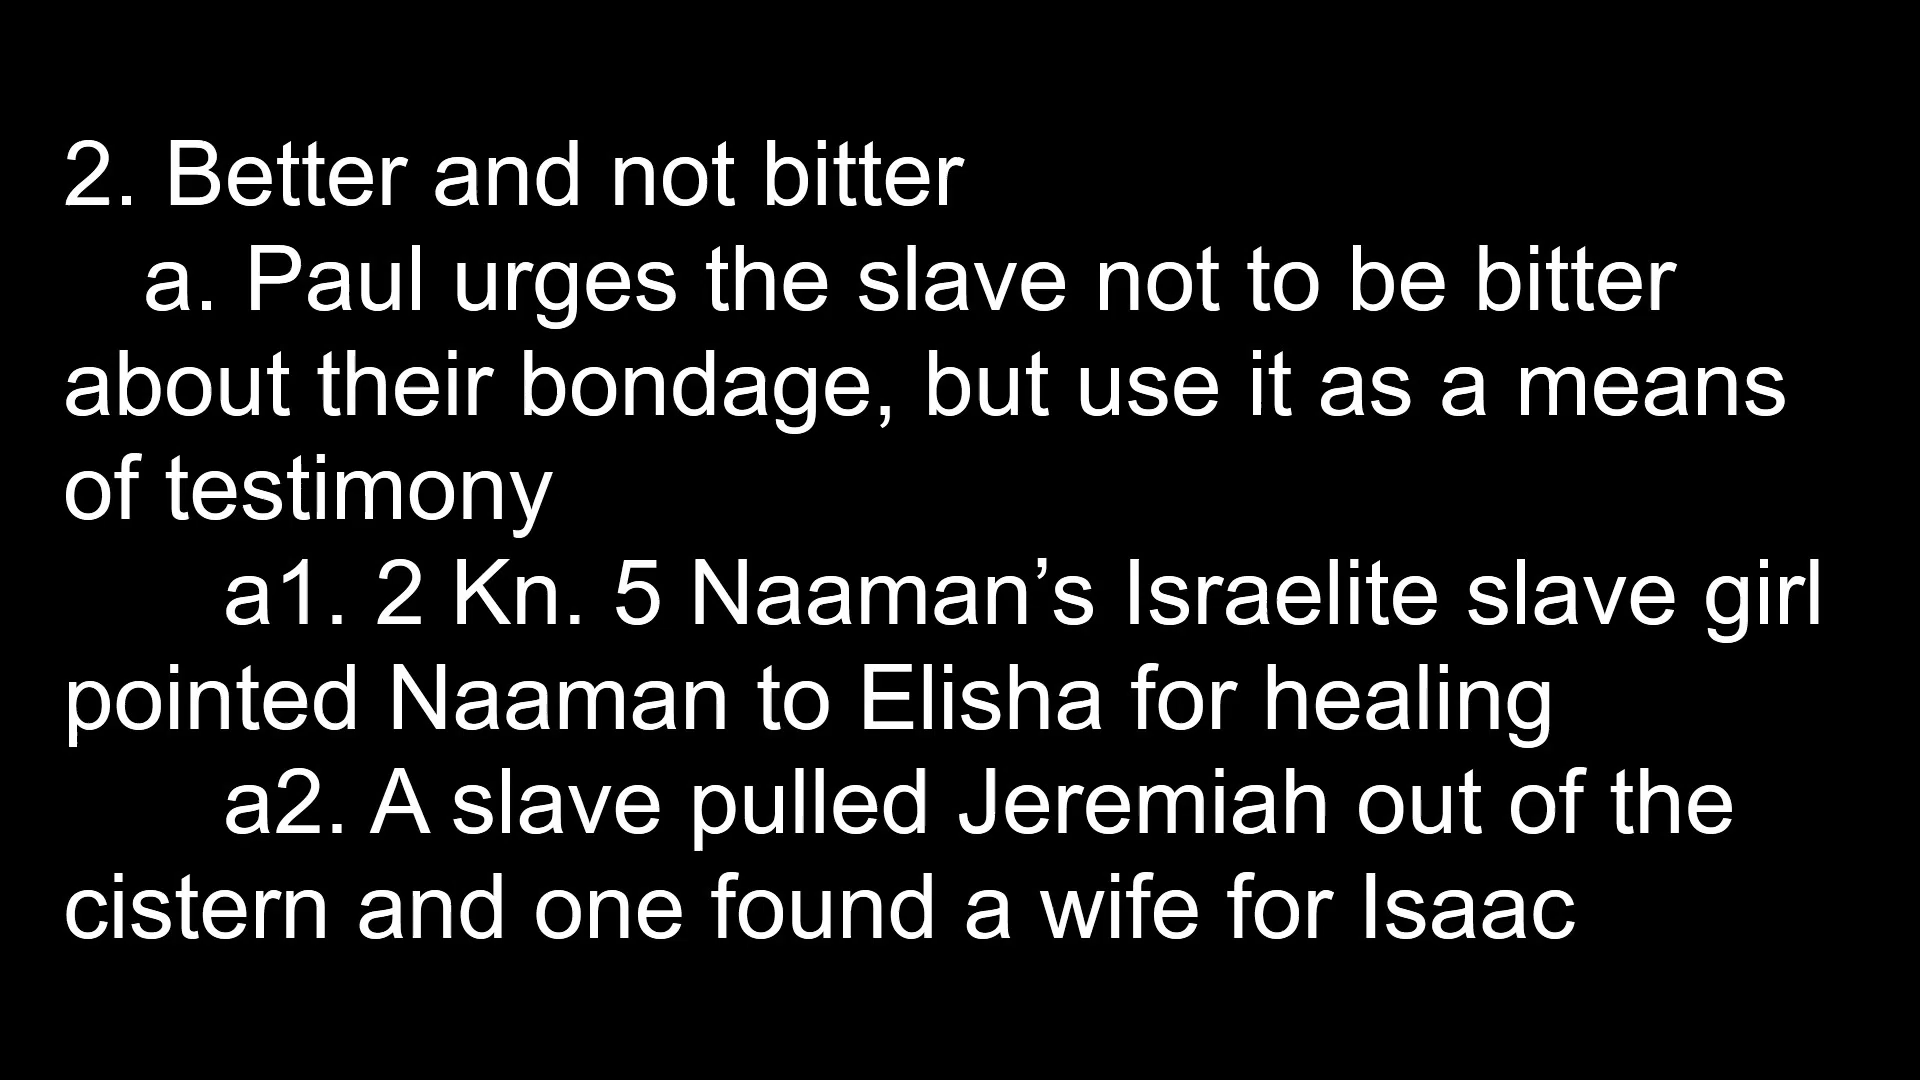 2. Better and not bitter
a. Paul urges the slave not to be bitter
about their bondage, but use it as a means
of testimony
a1. 2 Kn. 5 Naaman’s Israelite slave girl
pointed Naaman to Elisha for healing
a2. A slave pulled Jeremiah out of the
cistern and one found a wife for Isaac